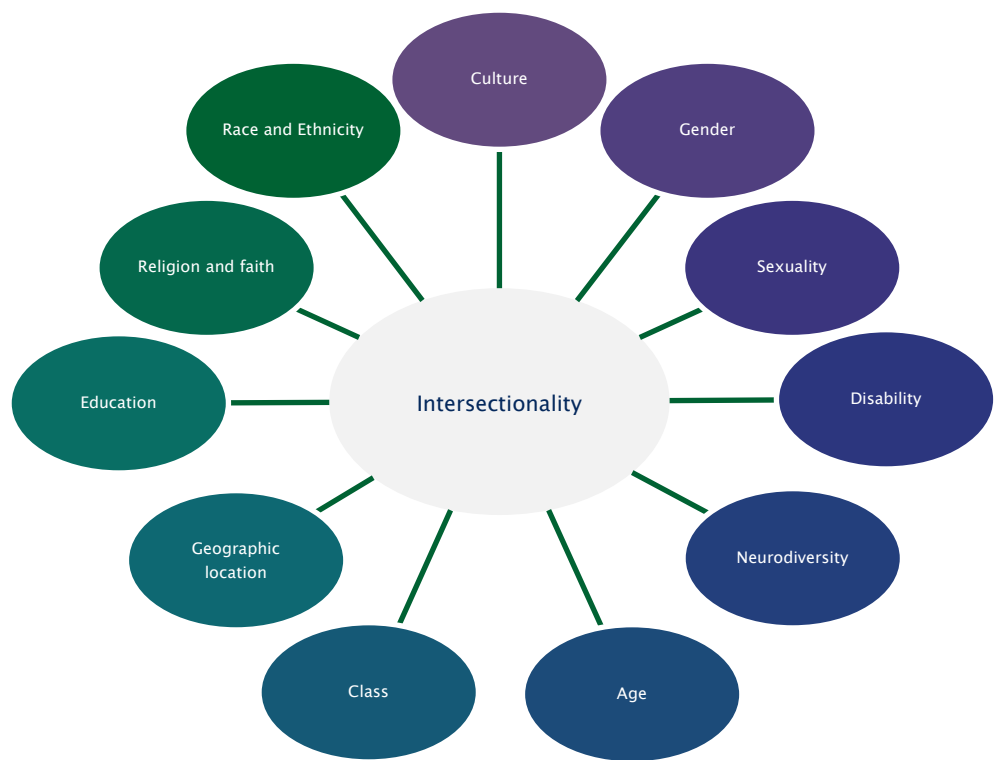 Culture
Race and Ethnicity
Gender
Religion and faith
Sexuality
Education
Intersectionality
Disability
Geographic
location
Neurodiversity
Class
Age